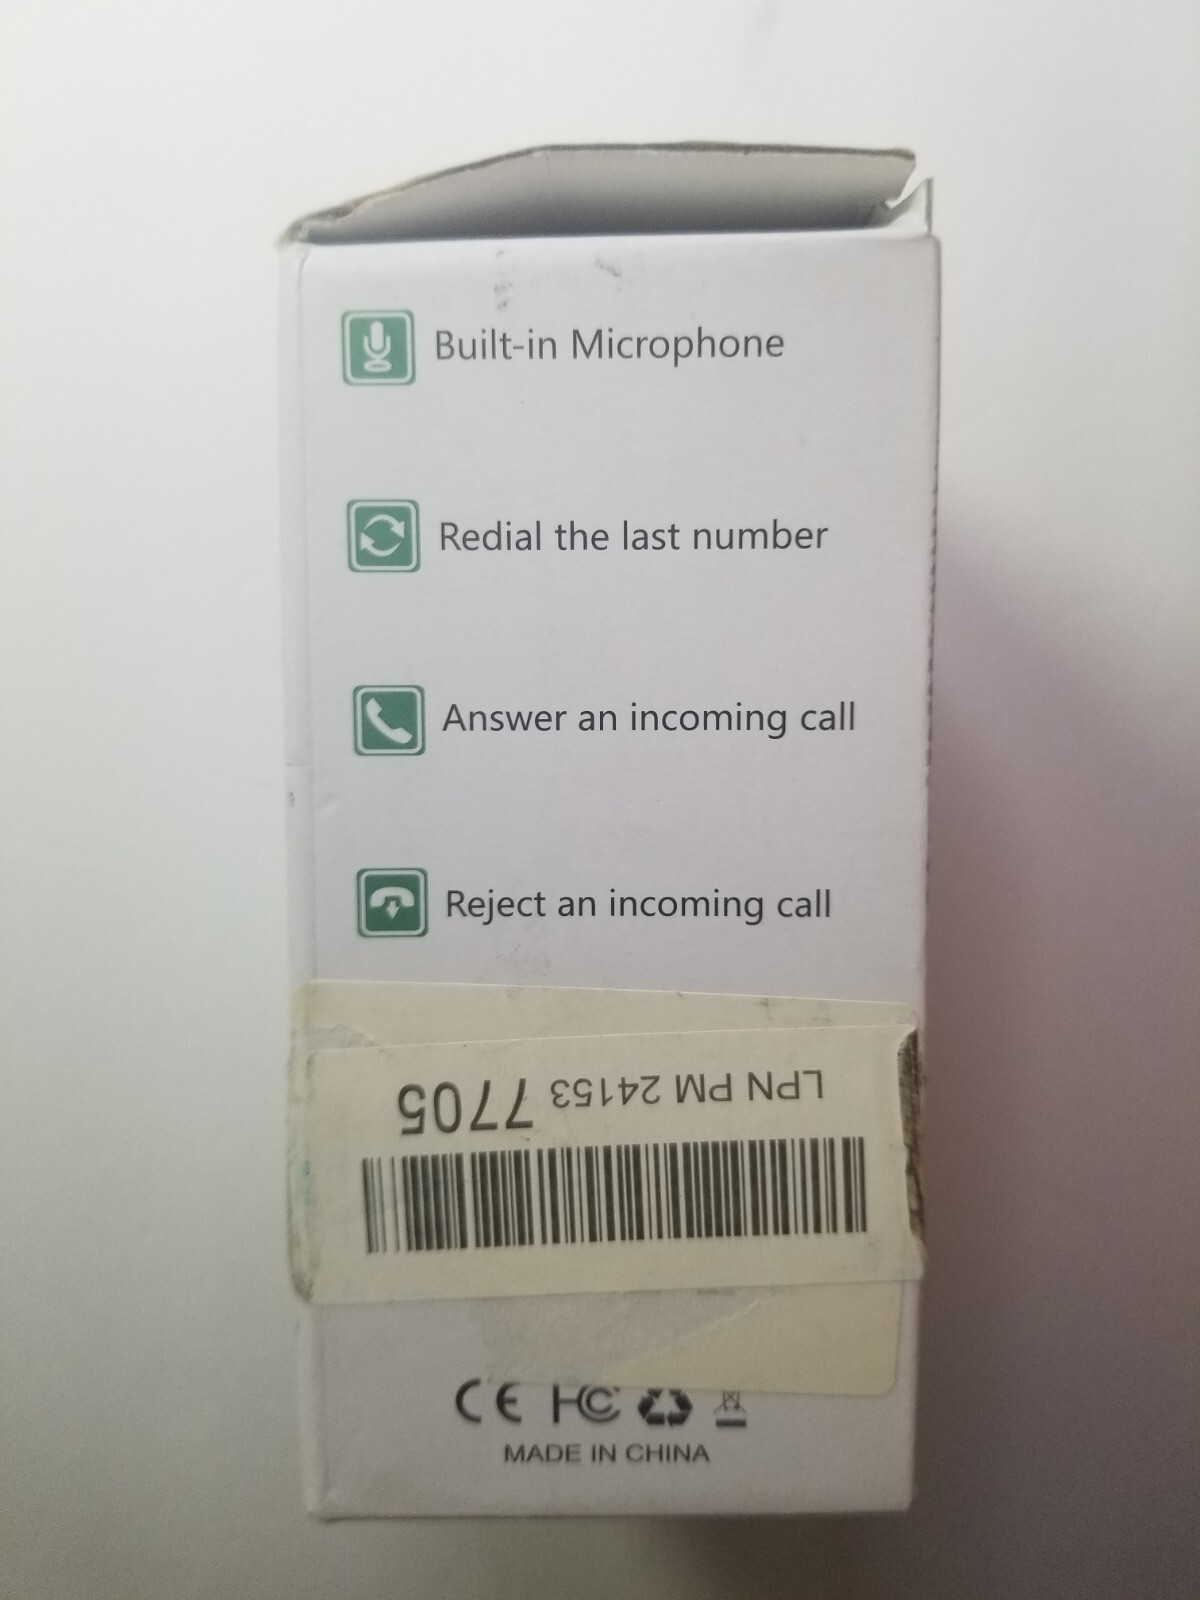 Built-in Microphone
Redial the last number
Answer an incoming call
Reject an incoming call
LPN PM 24153 7705
CE FC
MADE IN CHINA